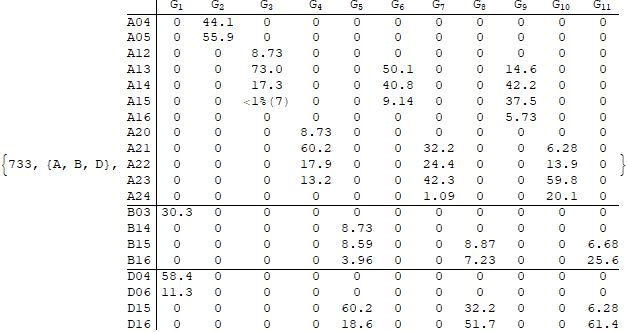 G1 G2 G3 G4 G5 G6 G7 G8 G9 G10 G11
A04 0 44.1 0 0 0 0 0 0 0 0 0
A05 0 55.9 0 0 0 0 0 0 0 0 0
A12 0 0 8.73 0 0 0 0 0 0 0 0
A13 0 0 73.0 0 0 50.1 0 0 14.6 0 0
A14 0 0 17.3 0 0 40.8 0 0 42.2 0 0
A15 0 0 <1%(7) 0 0 9.14 0 0 37.5 0 0
A16 0 0 0 0 0 0 0 0 5.73 0 0
A20 0 0 0 8.73 0 0 0 0 0 0 0
A21 0 0 0 60.2 0 0 32.2 0 0 6.28 0
{733, {A, B, D}, A22 0 0 0 17.9 0 0 24.4 0 0 13.9 0 }
A23 0 0 0 13.2 0 0 42.3 0 0 59.8 0
A24 0 0 0 0 0 0 1.09 0 0 20.1 0
B03 30.3 0 0 0 0 0 0 0 0 0 0
B14 0 0 0 0 8.73 0 0 0 0 0 0
B15 0 0 0 0 8.59 0 0 8.87 0 0 6.68
B16 0 0 0 0 3.96 0 0 7.23 0 0 25.6
D04 58.4 0 0 0 0 0 0 0 0 0 0
D06 11.3 0 0 0 0 0 0 0 0 0 0
D15 0 0 0 0 60.2 0 0 32.2 0 0 6.28
D16 0 0 0 0 18.6 0 0 51.7 0 0 61.4